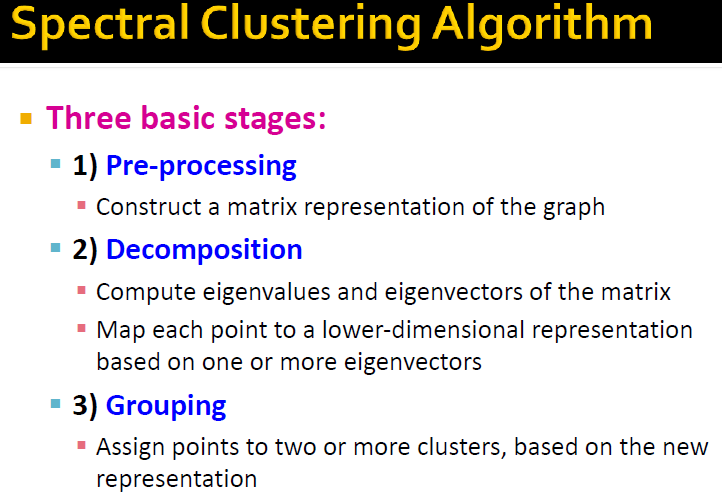 Spectral Clustering Algorithm
Three basic stages:
1) Pre-processing
Construct a matrix representation of the graph
2) Decomposition
Compute eigenvalues and eigenvectors of the matrix
Map each point to a lower-dimensional representation
based on one or more eigenvectors
3) Grouping
Assign points to two or more clusters, based on the new
representation